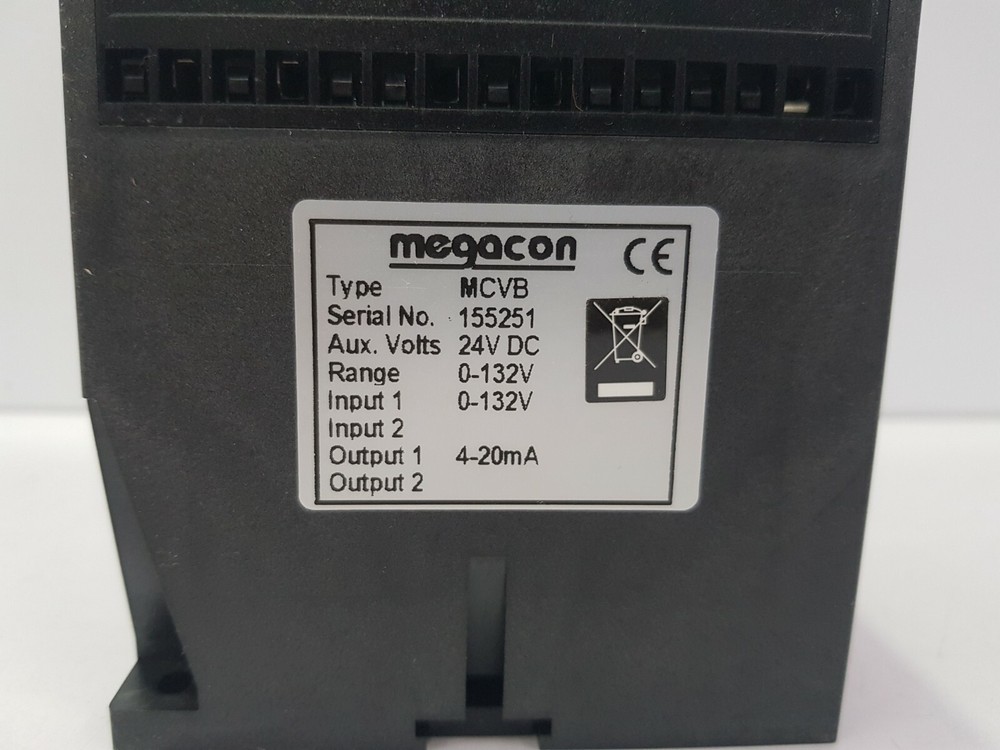 megacon CE
Type MCVB
Serial No. 155251
Aux. Volts 24V DC
Range 0-132V
Input 1 0-132V
Input 2
Output 1 4-20mA
Output 2